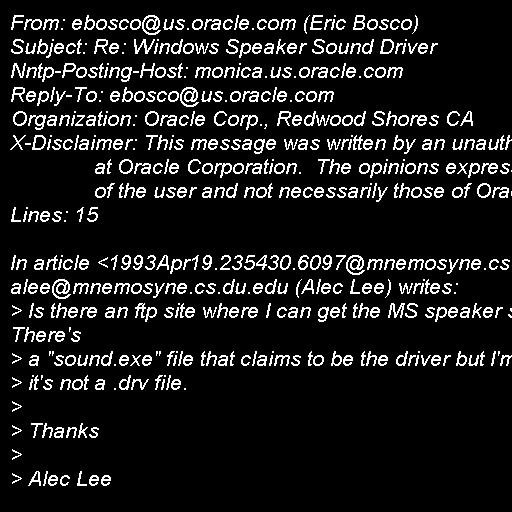 From: ebosco@us.oracle.com (Eric Bosco)
Subject: Re: Windows Speaker Sound Driver
Nntp-Posting-Host: monica.us.oracle.com
Reply-To: ebosco@us.oracle.com
Organization: Oracle Corp., Redwood Shores CA
X-Disclaimer: This message was written by an unauth
at Oracle Corporation. The opinions express
of the user and not necessarily those of Ora
Lines: 15

In article <1993Apr19.235430.6097@mnemosyne.cs
alee@mnemosyne.cs.du.edu (Alec Lee) writes:
> Is there an ftp site where I can get the MS speaker s
There's
> a "sound.exe" file that claims to be the driver but I'm
> it's not a .drv file.
>
> Thanks
>
> Alec Lee